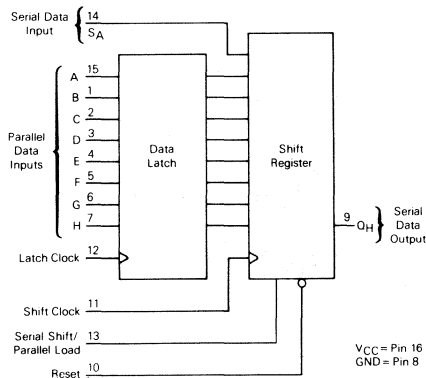 Serial Data
Input
14
SA
Parallel
Data
Inputs
A 15
B 1
C 2
D 3
E 4
F 5
G 6
H 7
Data
Latch
Shift
Register
9
QH
Serial
Data
Output
Latch Clock 12
Shift Clock 11
Serial Shift/
Parallel Load 13
Reset 10
VCC = Pin 16
GND = Pin 8